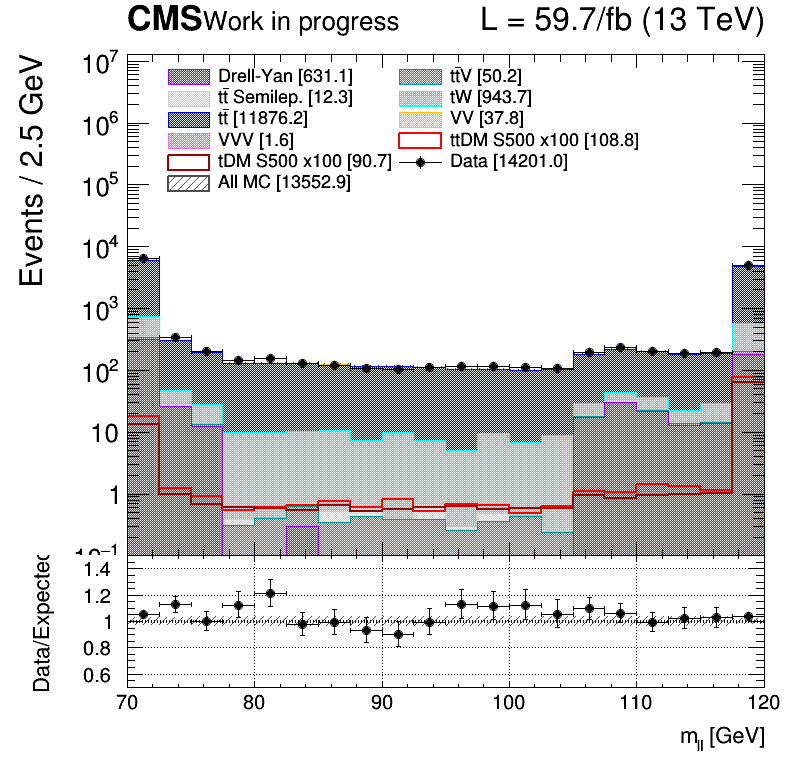 CMS Work in progress L = 59.7/fb (13 TeV)
Events / 2.5 GeV
10⁷
10⁶
10⁵
10⁴
10³
10²
10
1
10⁻¹
Drell-Yan [631.1] tt̄V [50.2]
tt̄ Semilep. [12.3] tW [943.7]
tt̄ [11876.2] VV [37.8]
VVV [1.6] ttDM S500 x100 [108.8]
tDM S500 x100 [90.7] Data [14201.0]
All MC [13552.9]
Data/Expected
1.4
1.2
1
0.8
0.6
70 80 90 100 110 120
m_ll [GeV]